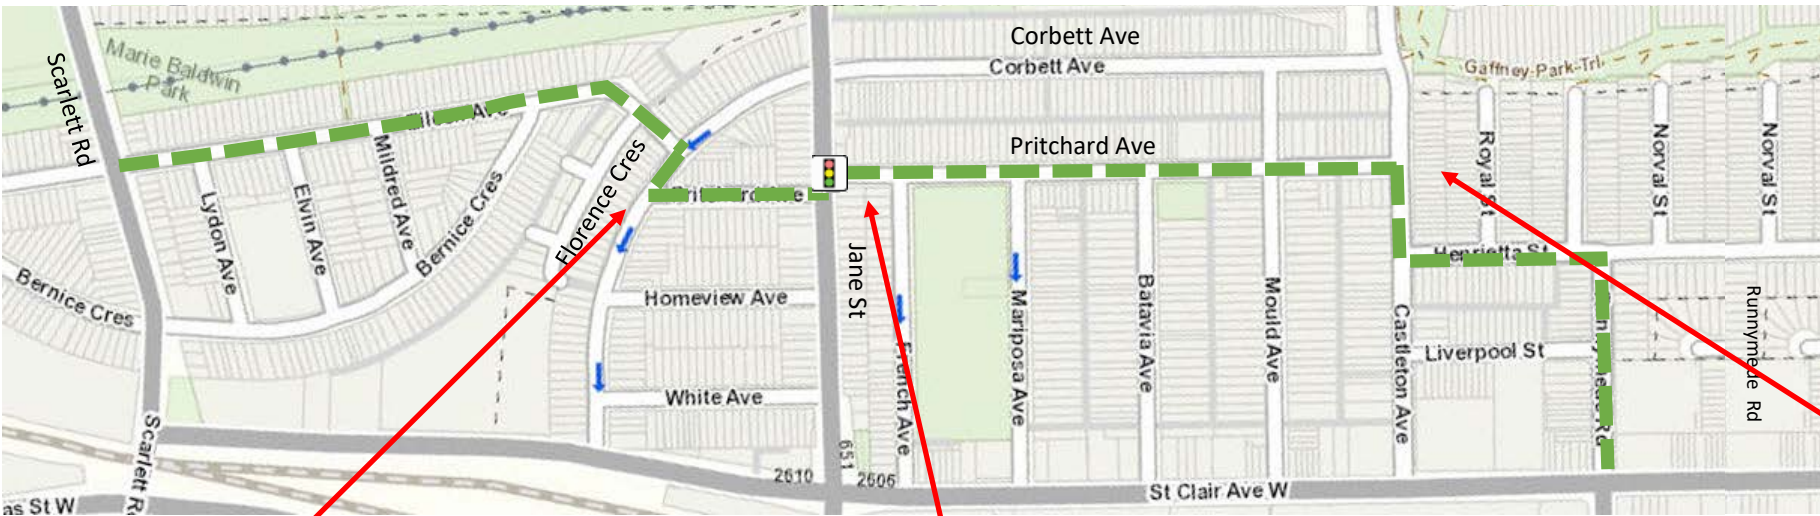 Corbett Ave
Corbett Ave
Scarlett Rd
Marie Baldwin
Park
Gaffney-Park-Trl
Pritchard Ave
Royal St
Norval St
Norval St
Mildred Ave
Elvin Ave
Lydon Ave
Bernice Cres
Florence Cres
Bernice Cres
Jane St
Henrietta St
Homeview Ave
White Ave
French Ave
Mariposa Ave
Batavia Ave
Mould Ave
Castleton Ave
Liverpool St
Runnymede Rd
Scarlett Rd
651
2610
2606
St Clair Ave W
as St W